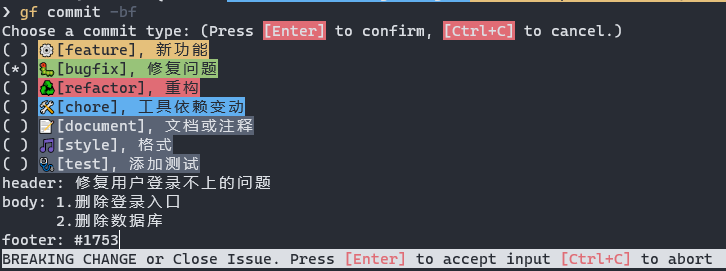 ❯ gf commit -bf
Choose a commit type: (Press [Enter] to confirm, [Ctrl+C] to cancel.)
( ) ⚙[feature], 新功能
(*) 🐛[bugfix], 修复问题
( ) ♻[refactor], 重构
( ) 🛠[chore], 工具依赖变动
( ) 📝[document], 文档或注释
( ) 🎵[style], 格式
( ) 🩺[test], 添加测试
header: 修复用户登录不上的问题
body: 1.删除登录入口
2.删除数据库
footer: #1753
BREAKING CHANGE or Close Issue. Press [Enter] to accept input [Ctrl+C] to abort